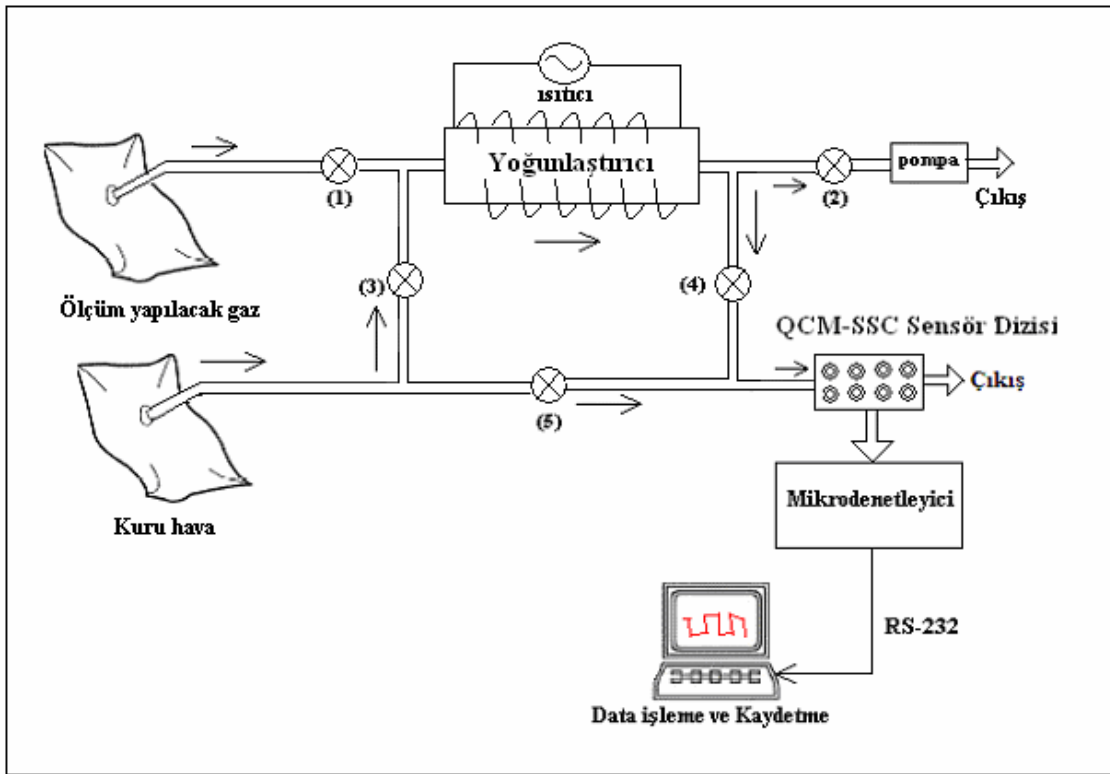 ısıtıcı
Yoğunlaştırıcı
pompa
(1)
(2)
Çıkış
(3)
(4)
Ölçüm yapılacak gaz
QCM-SSC Sensör Dizisi
Çıkış
(5)
Kuru hava
Mikrodenetleyici
RS-232
Data işleme ve Kaydetme